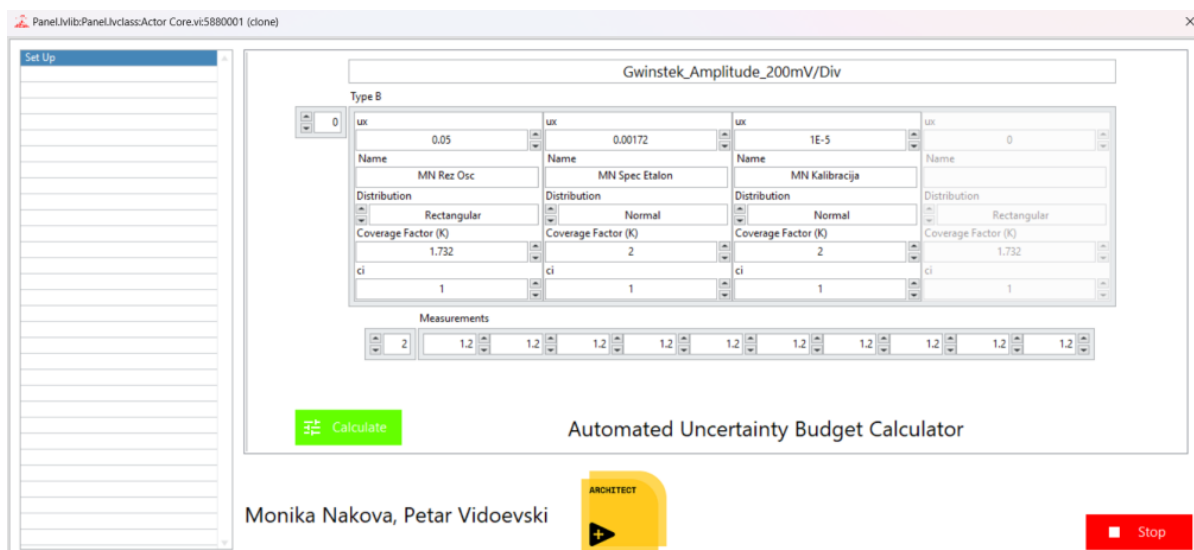 Panel.lvlib:Panel.lvclass:Actor Core.vi:5880001 (clone)
Set Up
Gwinstek_Amplitude_200mV/Div
Type B
0
ux ux ux ux
0.05 0.00172 1E-5 0
Name Name Name Name
MN Rez Osc MN Spec Etalon MN Kalibracija
Distribution Distribution Distribution Distribution
Rectangular Normal Normal Rectangular
Coverage Factor (K) Coverage Factor (K) Coverage Factor (K) Coverage Factor (K)
1.732 2 2 1.732
ci ci ci ci
1 1 1 1
Measurements
2 1.2 1.2 1.2 1.2 1.2 1.2 1.2 1.2 1.2 1.2
Calculate
Automated Uncertainty Budget Calculator
ARCHITECT
Monika Nakova, Petar Vidoevski
Stop